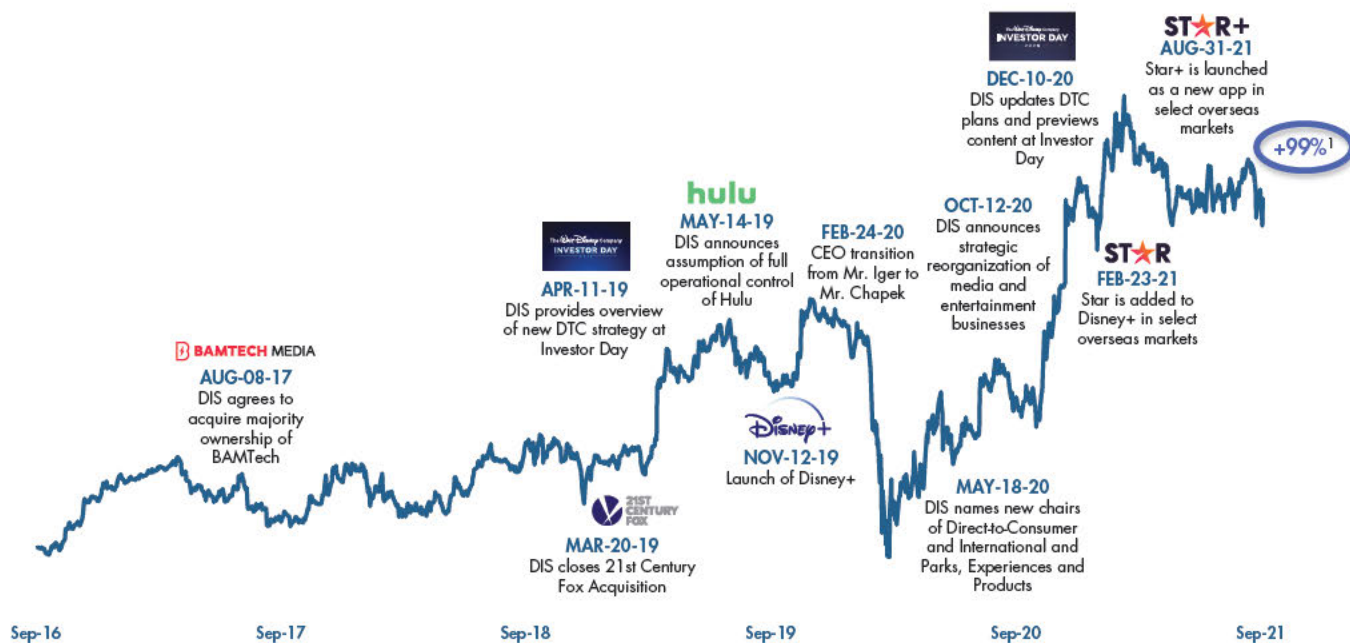 The Walt Disney Company
INVESTOR DAY
DEC-10-20
DIS updates DTC
plans and previews
content at Investor
Day
STAR+
AUG-31-21
Star+ is launched
as a new app in
select overseas
markets
+99%1
BAMTECH MEDIA
AUG-08-17
DIS agrees to
acquire majority
ownership of
BAMTech
The Walt Disney Company
INVESTOR DAY
APR-11-19
DIS provides overview
of new DTC strategy at
Investor Day
hulu
MAY-14-19
DIS announces
assumption of full
operational control
of Hulu
FEB-24-20
CEO transition
from Mr. Iger to
Mr. Chapek
OCT-12-20
DIS announces
strategic
reorganization of
media and
entertainment
businesses
STAR
FEB-23-21
Star is added to
Disney+ in select
overseas markets
21ST
CENTURY
FOX
MAR-20-19
DIS closes 21st Century
Fox Acquisition
Disney+
NOV-12-19
Launch of Disney+
MAY-18-20
DIS names new chairs
of Direct-to-Consumer
and International and
Parks, Experiences and
Products
Sep-16
Sep-17
Sep-18
Sep-19
Sep-20
Sep-21